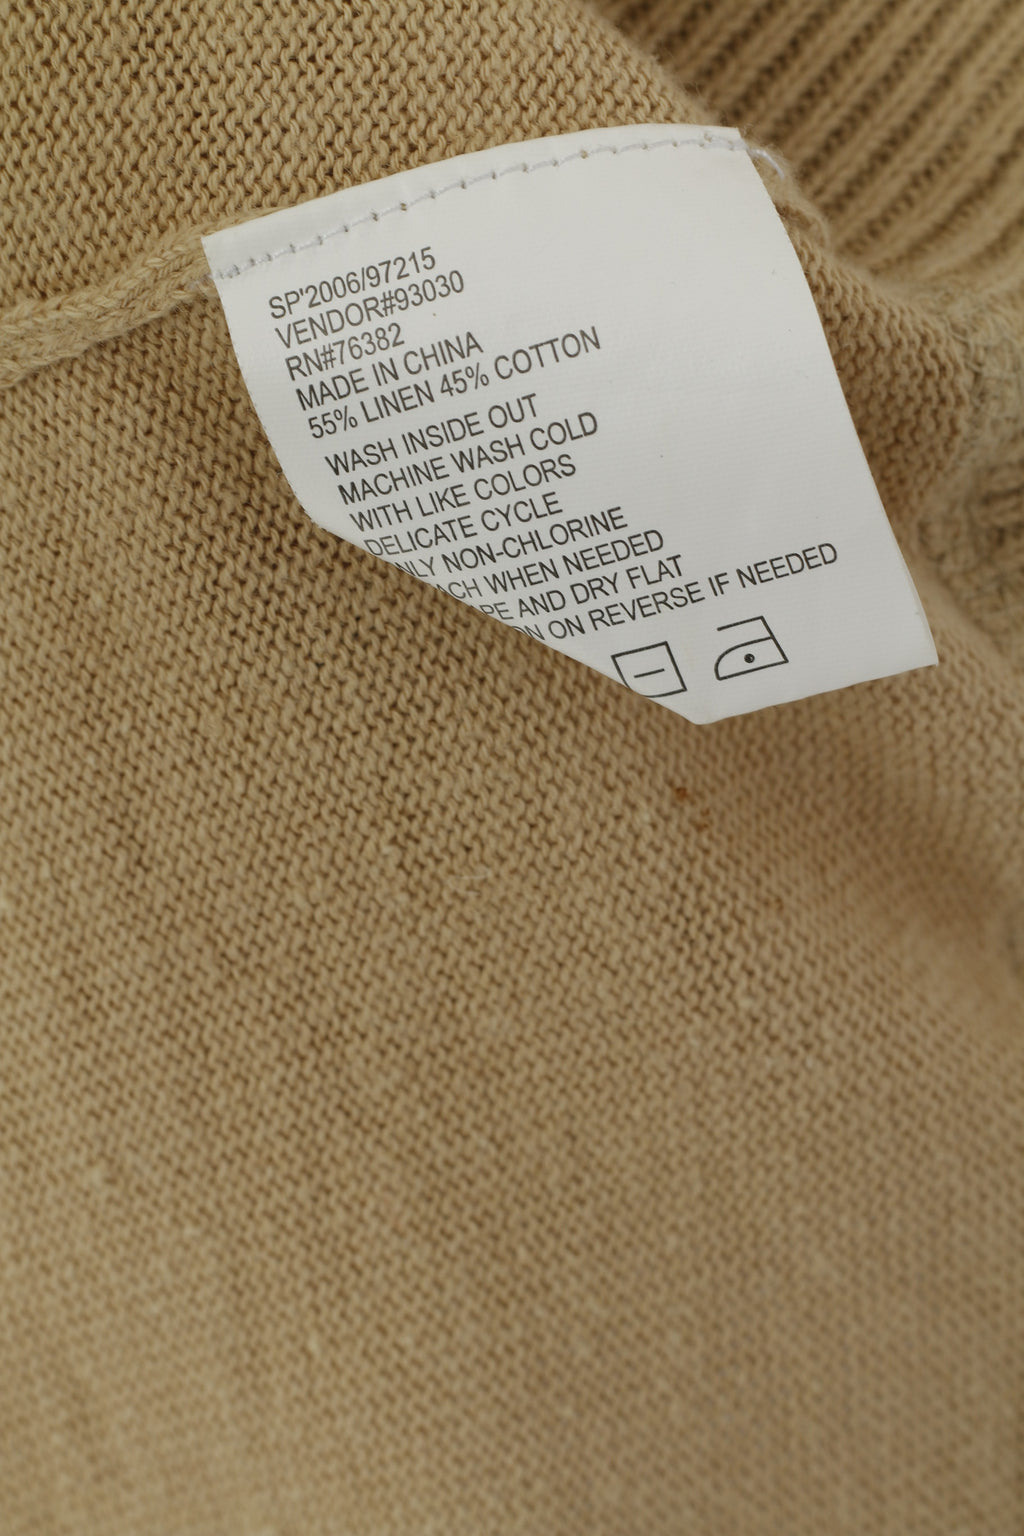 SP'2006/97215
VENDOR#93030
RN#76382
MADE IN CHINA
55% LINEN 45% COTTON
WASH INSIDE OUT
MACHINE WASH COLD
WITH LIKE COLORS
DELICATE CYCLE
NON-CHLORINE
WHEN NEEDED
AND DRY FLAT
ON REVERSE IF NEEDED